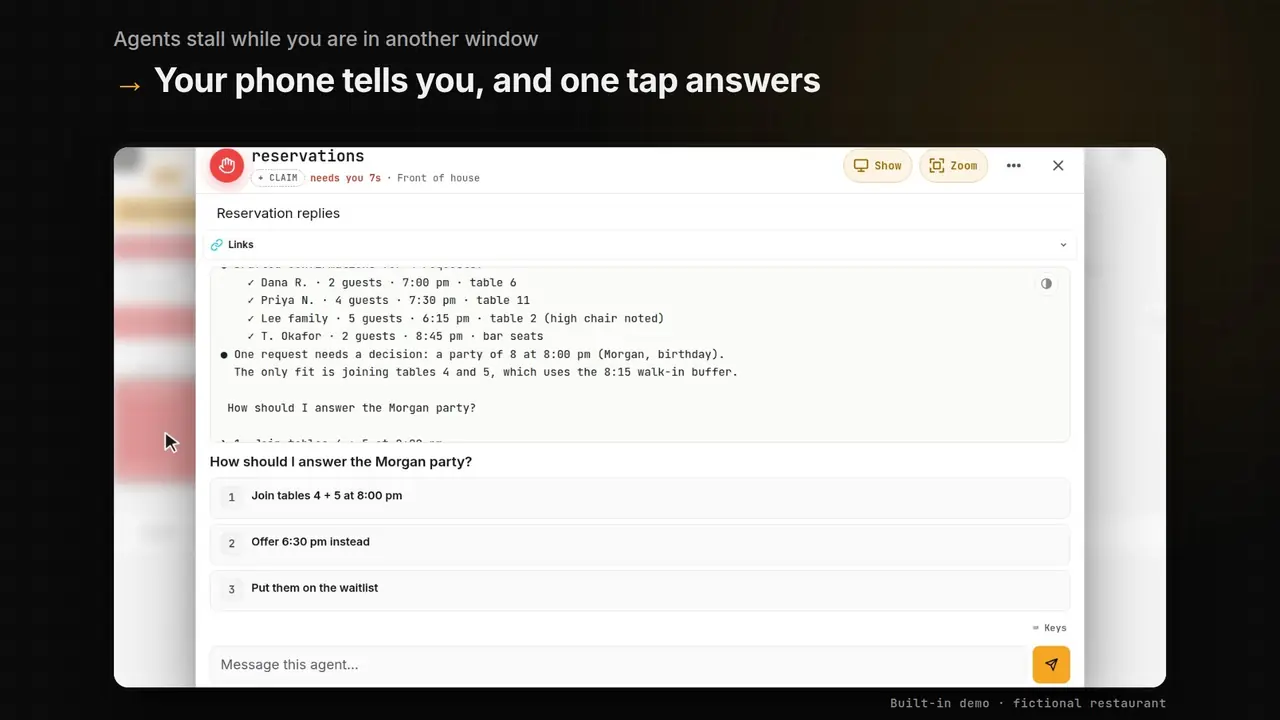 Agents stall while you are in another window
→ Your phone tells you, and one tap answers
reservations
+ CLAIM needs you 7s · Front of house
Show
Zoom
Reservation replies
Links
✓ Dana R. · 2 guests · 7:00 pm · table 6
✓ Priya N. · 4 guests · 7:30 pm · table 11
✓ Lee family · 5 guests · 6:15 pm · table 2 (high chair noted)
✓ T. Okafor · 2 guests · 8:45 pm · bar seats
● One request needs a decision: a party of 8 at 8:00 pm (Morgan, birthday).
The only fit is joining tables 4 and 5, which uses the 8:15 walk-in buffer.
How should I answer the Morgan party?
How should I answer the Morgan party?
1 Join tables 4 + 5 at 8:00 pm
2 Offer 6:30 pm instead
3 Put them on the waitlist
Keys
Message this agent...
Built-in demo · fictional restaurant